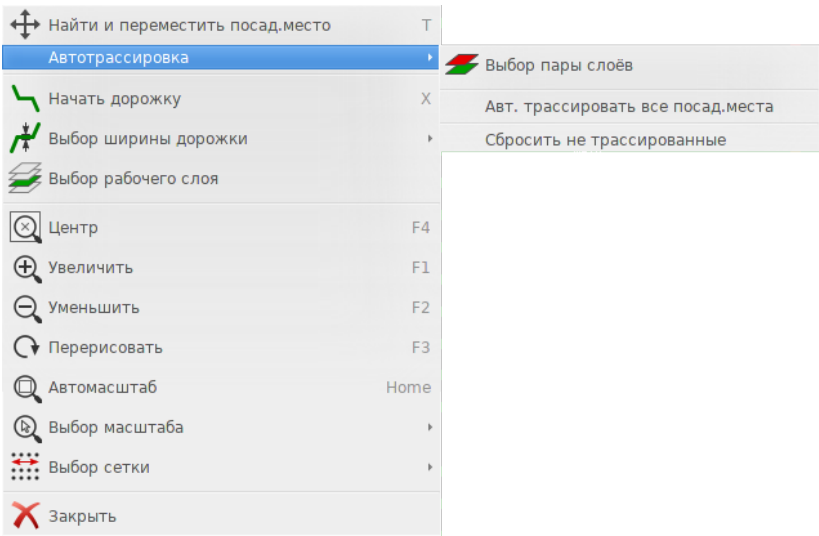 Найти и переместить посад.место T
Автотрассировка
Выбор пары слоёв
Начать дорожку X
Авт. трассировать все посад.места
Выбор ширины дорожки
Сбросить не трассированные
Выбор рабочего слоя
Центр F4
Увеличить F1
Уменьшить F2
Перерисовать F3
Автомасштаб Home
Выбор масштаба
Выбор сетки
Закрыть